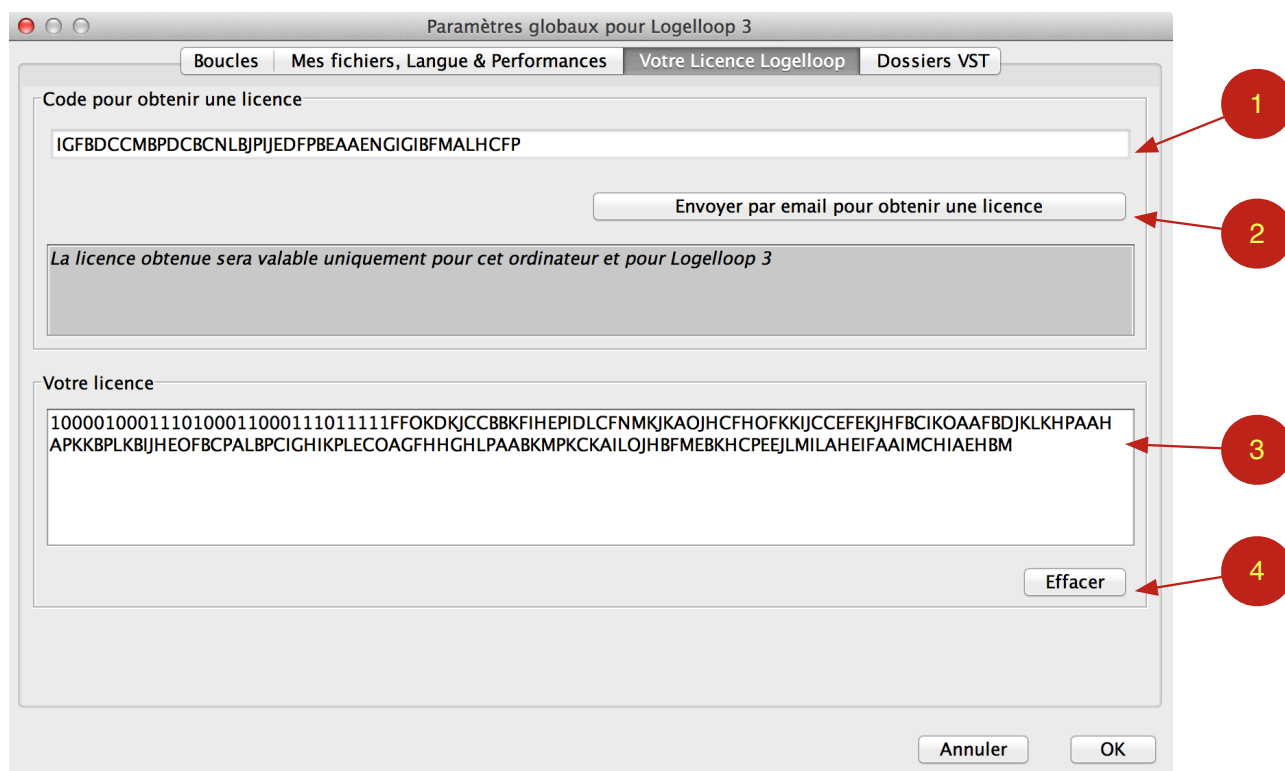 Paramètres globaux pour Logelloop 3
Boucles Mes fichiers, Langue & Performances Votre Licence Logelloop Dossiers VST
Code pour obtenir une licence
1
IGFBDCCMBPDCBCNLBJPIJEDFPBEAAENGIGIBFMALHCFP
Envoyer par email pour obtenir une licence
2
La licence obtenue sera valable uniquement pour cet ordinateur et pour Logelloop 3
Votre licence
1000010001110100011000111011111FFOKDKJCCBBKFIHEPIDLCFNMKJKAOJHCFHOFKKIJCCEFEKJHFBCIKOAAFBDJKLKHPAAH
APKKBPLKBIJHEOFBCPALBPCIGHIKPLECOAGFHHGHLPAABKMPKCKAILOJHBFMEBKHCPEEJLMILAHEIFAAIMCHIAEHBM
3
Effacer
4
Annuler OK